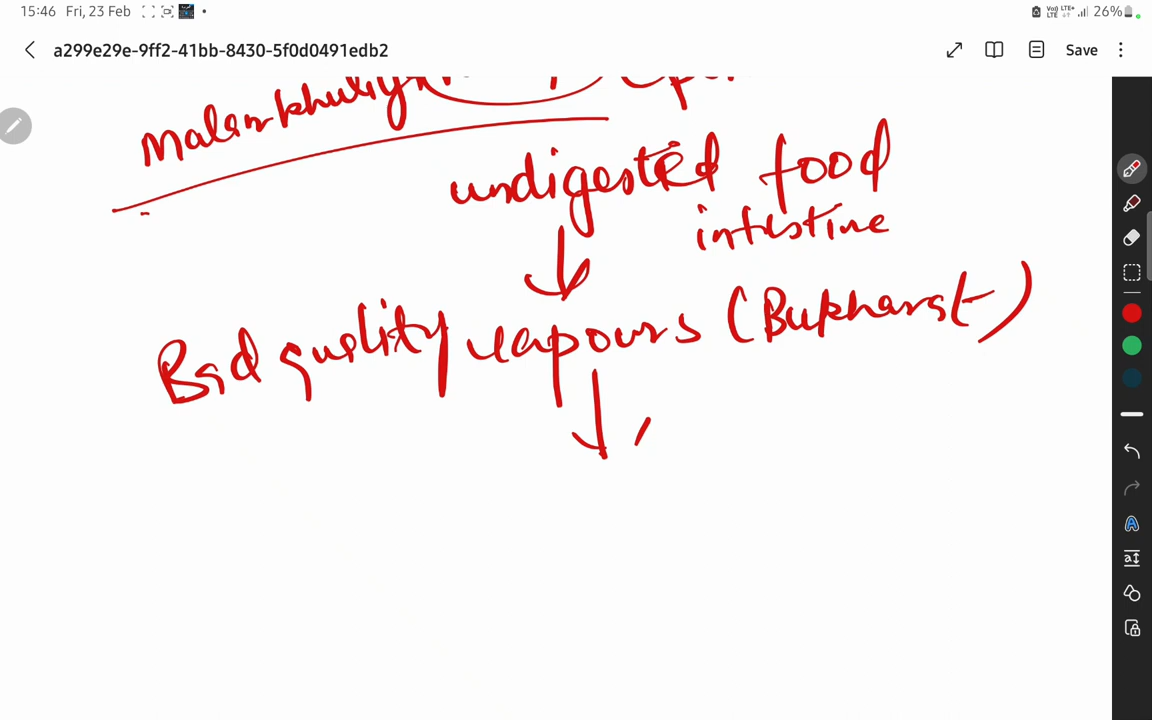 15:46 Fri, 23 Feb 26%
a299e29e-9ff2-41bb-8430-5f0d0491edb2 Save
undigested food
intestine
Bad quality vapours (Bukharat)